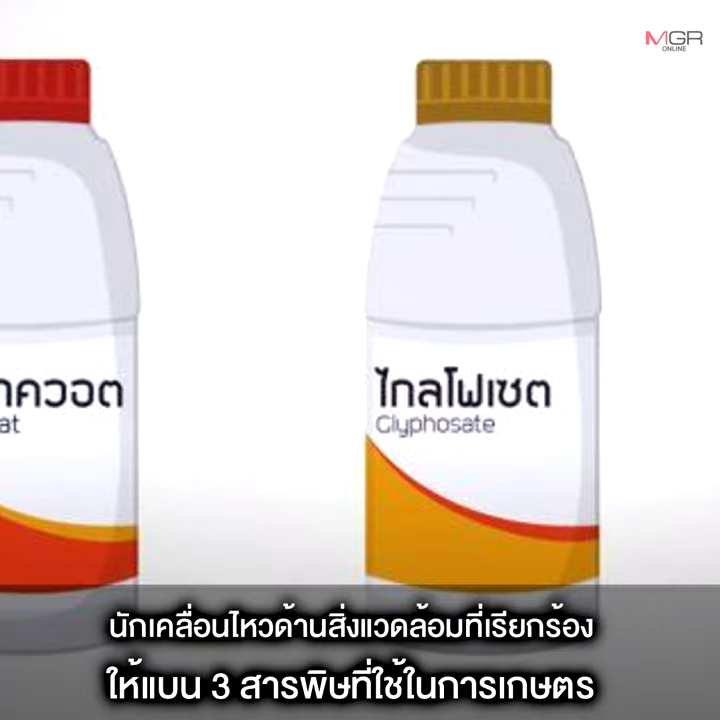 MGR
ONLINE
าควอต
at
ไกลโฟเซต
Glyphosate
นักเคลื่อนไหวด้านสิ่งแวดล้อมที่เรียกร้อง
ให้แบน 3 สารพิษที่ใช้ในการเกษตร